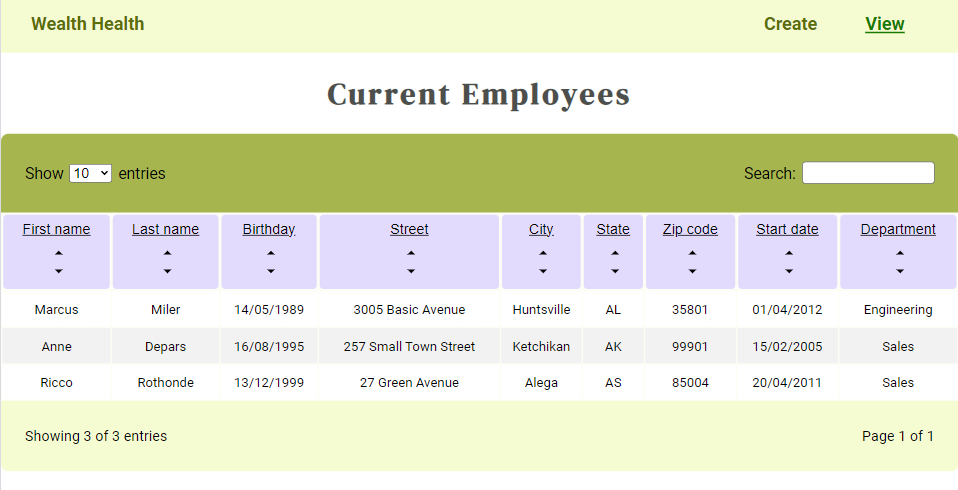 Wealth Health Create View
Current Employees
Show 10 entries Search:
First name Last name Birthday Street City State Zip code Start date Department
Marcus Miler 14/05/1989 3005 Basic Avenue Huntsville AL 35801 01/04/2012 Engineering
Anne Depars 16/08/1995 257 Small Town Street Ketchikan AK 99901 15/02/2005 Sales
Ricco Rothonde 13/12/1999 27 Green Avenue Alega AS 85004 20/04/2011 Sales
Showing 3 of 3 entries Page 1 of 1